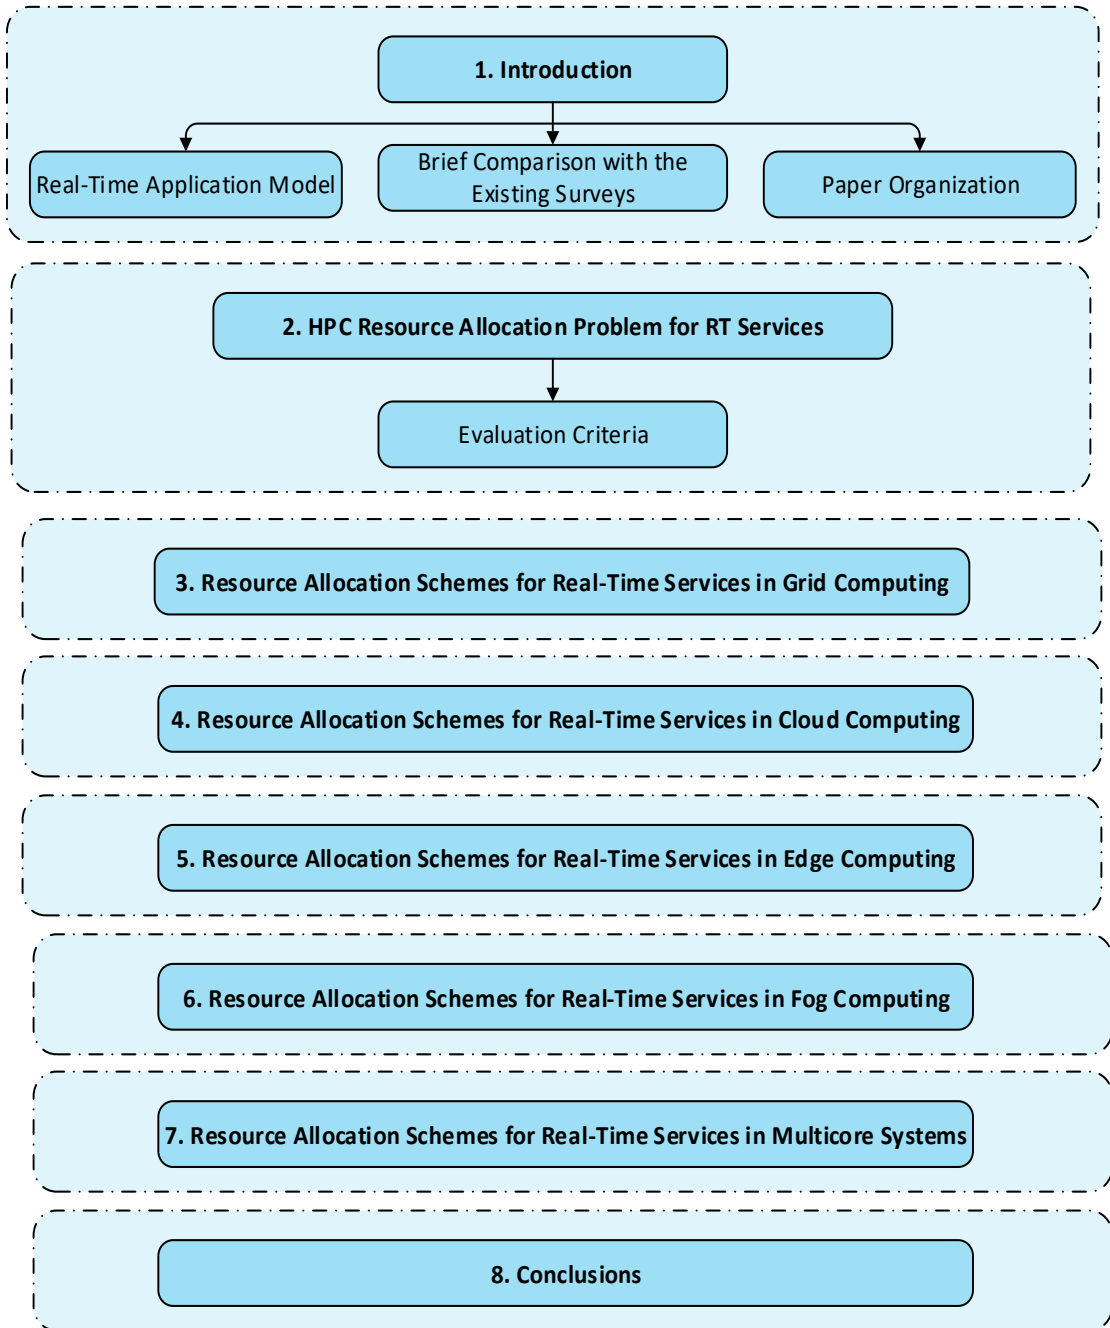 1. Introduction
Real-Time Application Model
Brief Comparison with the
Existing Surveys
Paper Organization
2. HPC Resource Allocation Problem for RT Services
Evaluation Criteria
3. Resource Allocation Schemes for Real-Time Services in Grid Computing
4. Resource Allocation Schemes for Real-Time Services in Cloud Computing
5. Resource Allocation Schemes for Real-Time Services in Edge Computing
6. Resource Allocation Schemes for Real-Time Services in Fog Computing
7. Resource Allocation Schemes for Real-Time Services in Multicore Systems
8. Conclusions